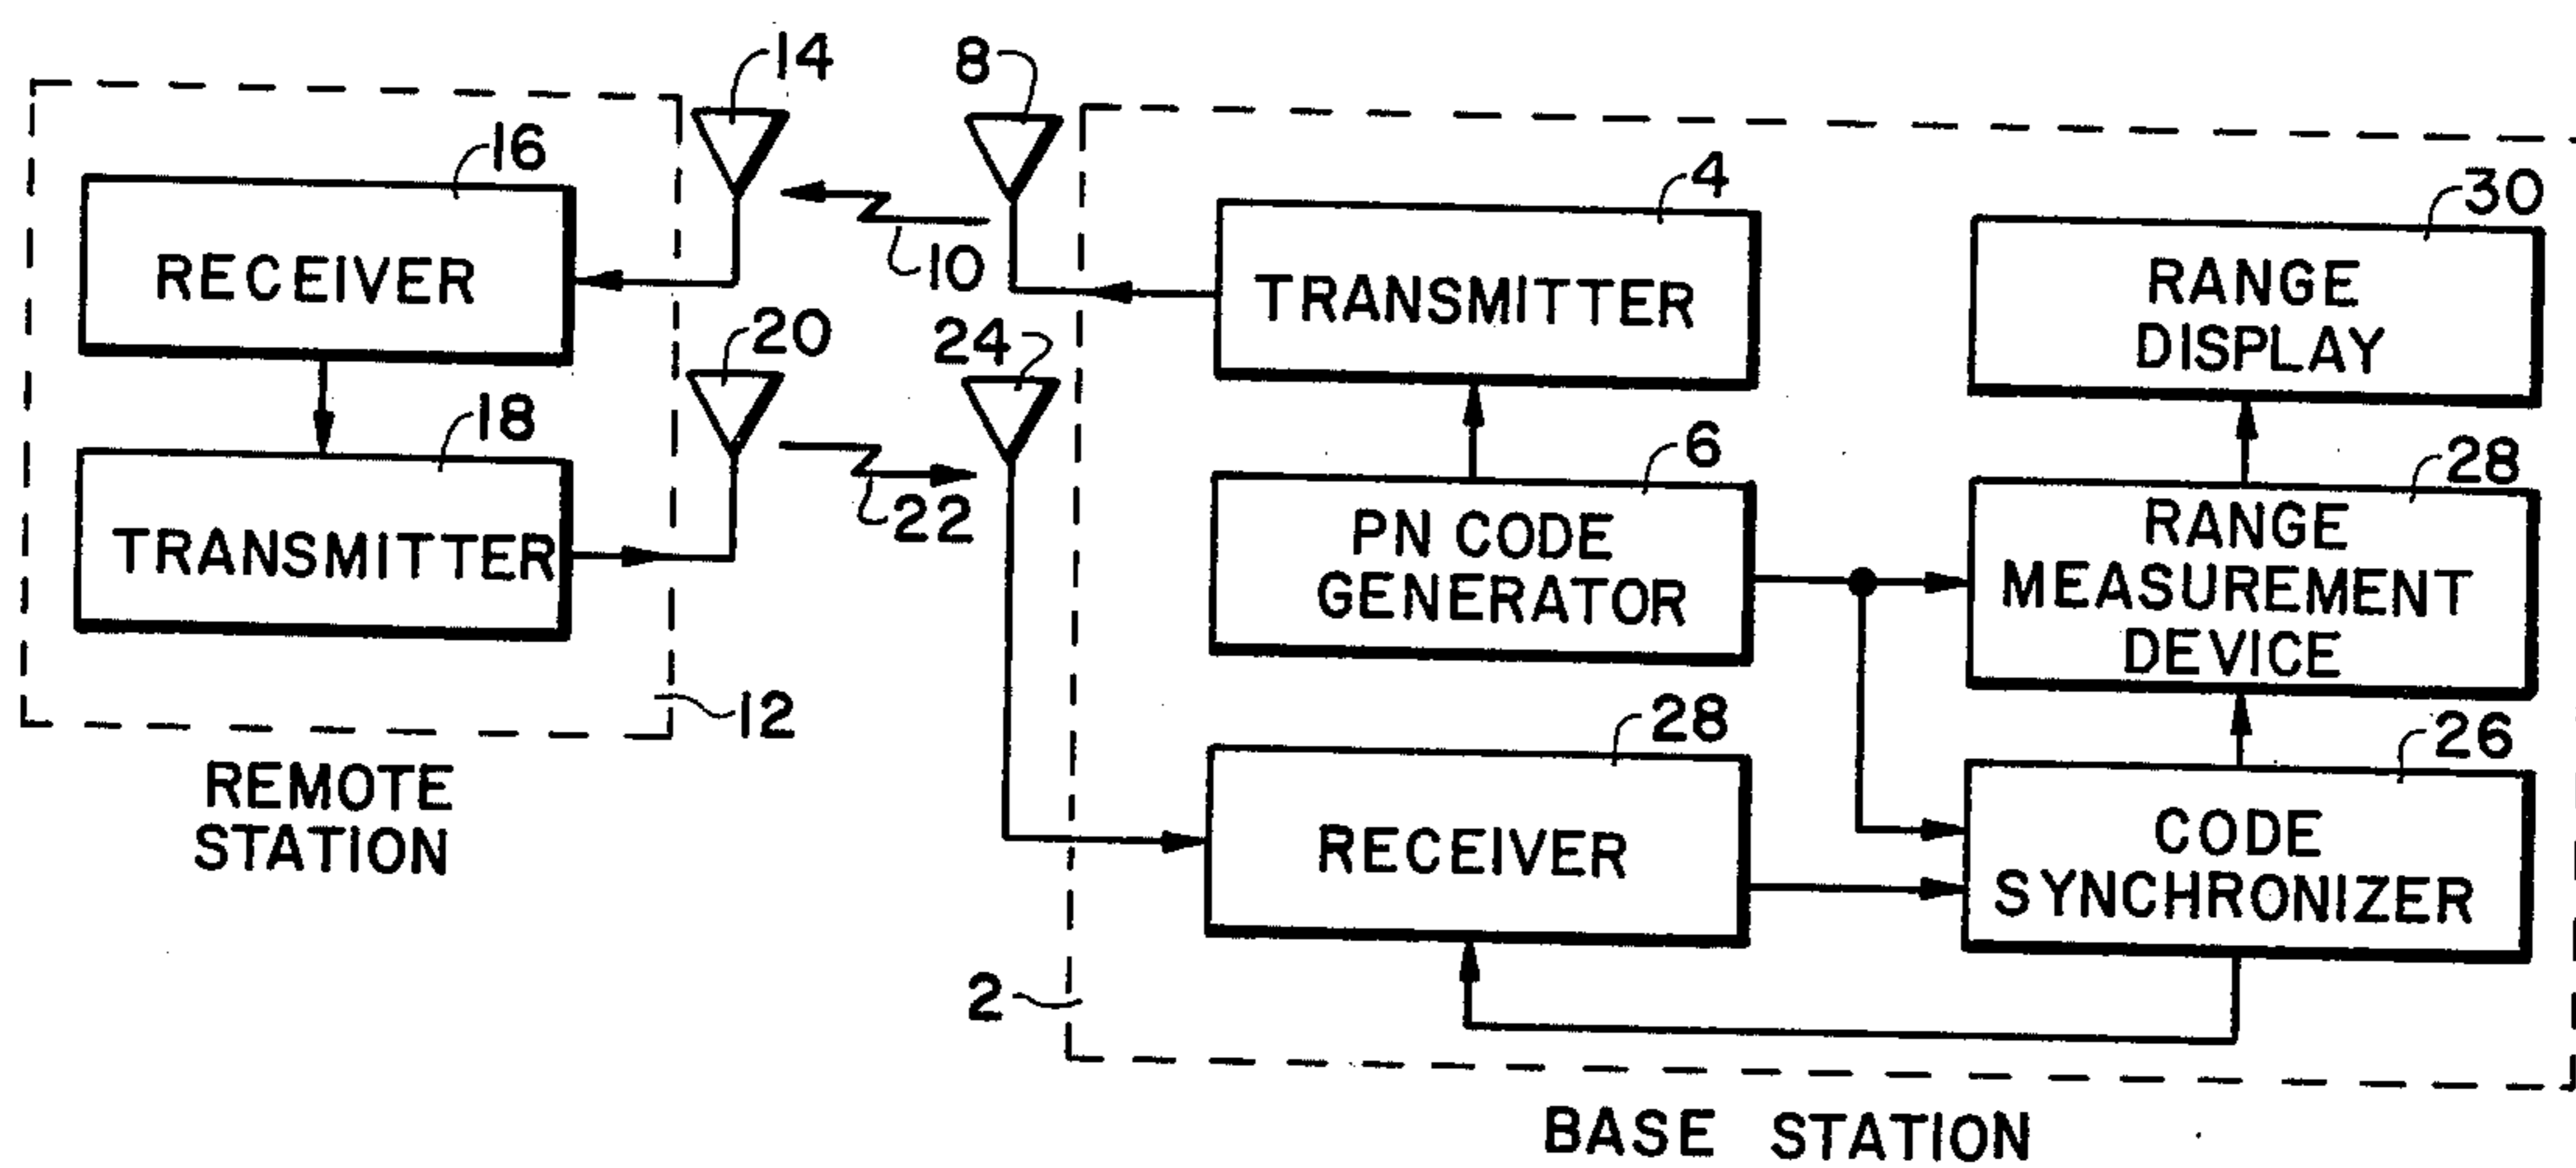 14
8
16
4
30
RECEIVER
10
TRANSMITTER
RANGE
DISPLAY
20
24
18
6
28
TRANSMITTER
22
PN CODE
GENERATOR
RANGE
MEASUREMENT
DEVICE
12
28
26
REMOTE
STATION
RECEIVER
CODE
SYNCHRONIZER
2
BASE STATION